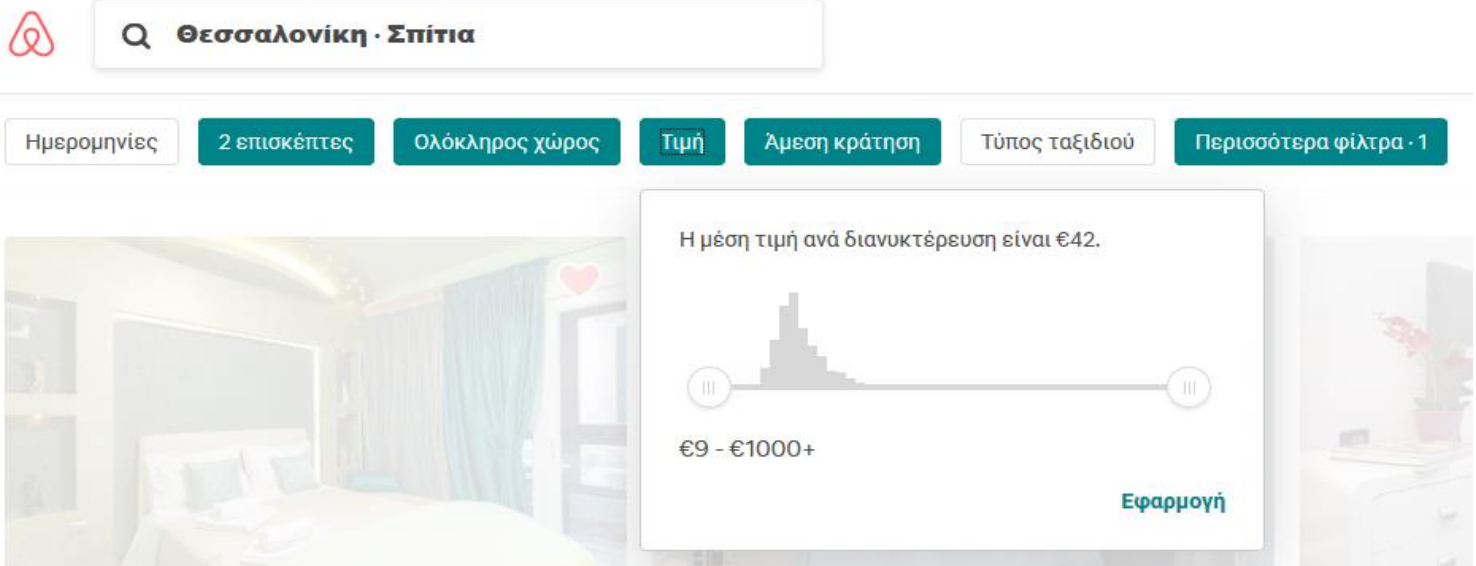 Θεσσαλονίκη · Σπίτια
Ημερομηνίες 2 επισκέπτες Ολόκληρος χώρος Τιμή Άμεση κράτηση Τύπος ταξιδιού Περισσότερα φίλτρα · 1
Η μέση τιμή ανά διανυκτέρευση είναι €42.
€9 - €1000+
Εφαρμογή